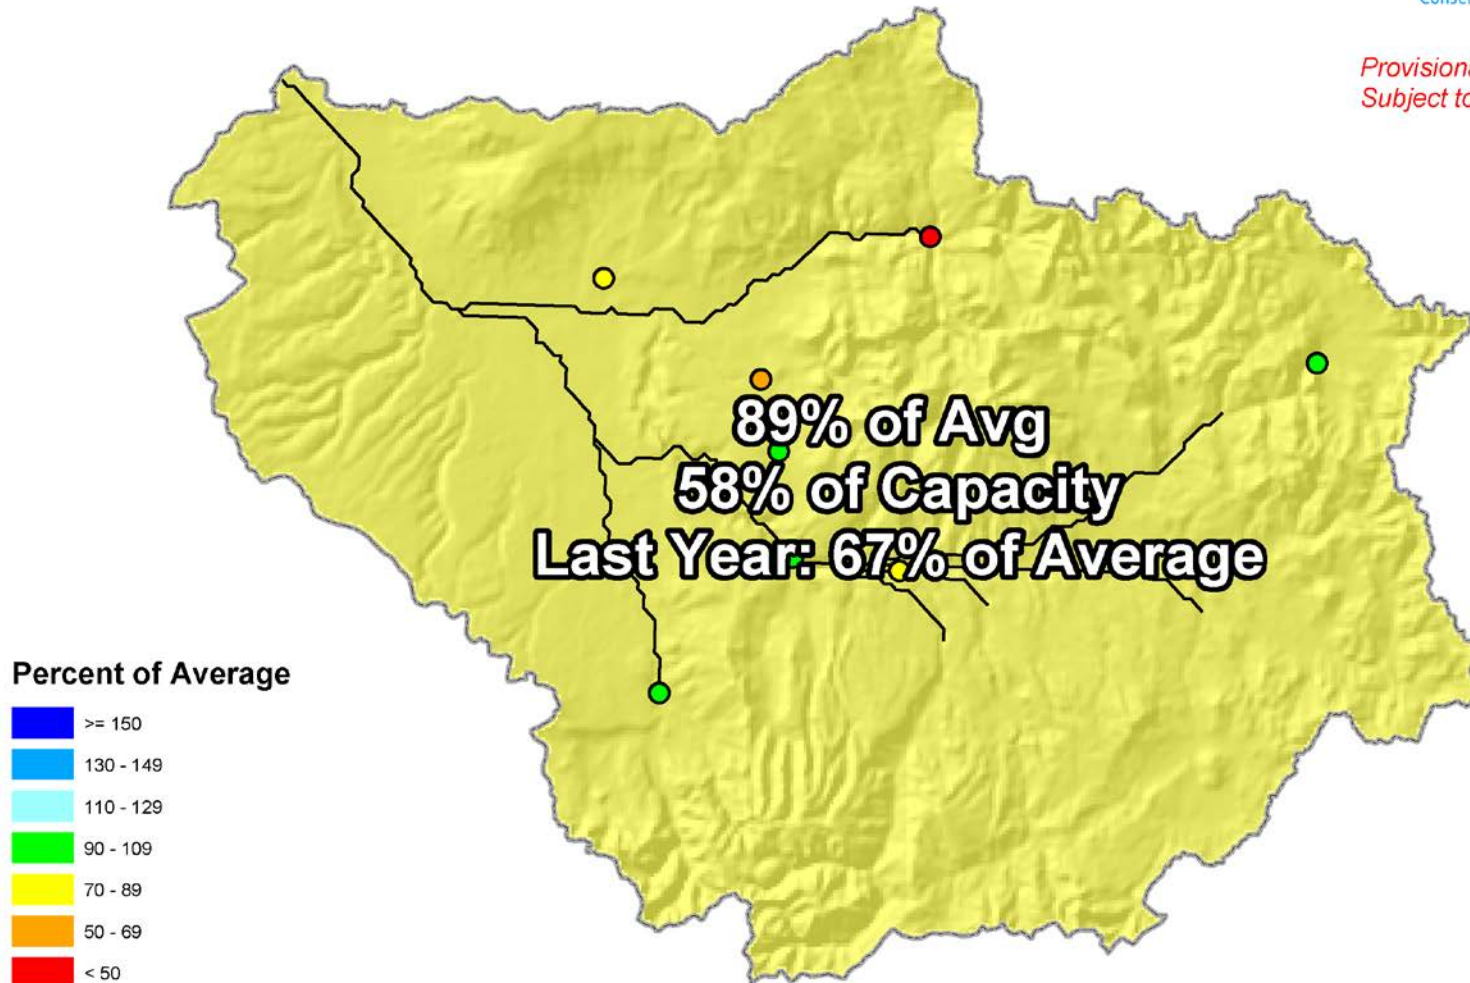 Provisiona
Subject to
89% of Avg
58% of Capacity
Last Year: 67% of Average
Percent of Average
>= 150
130 - 149
110 - 129
90 - 109
70 - 89
50 - 69
< 50